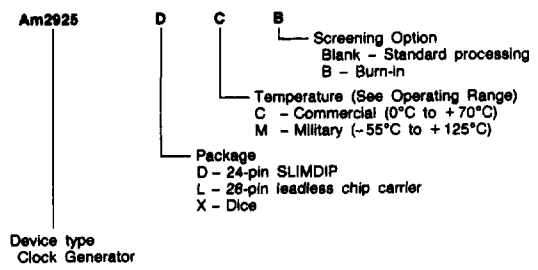 Am2925 D C B
Screening Option
Blank – Standard processing
B – Burn-in
Temperature (See Operating Range)
C – Commercial (0°C to +70°C)
M – Military (-55°C to +125°C)
Package
D – 24-pin SLIMDIP
L – 28-pin leadless chip carrier
X – Dice
Device type
Clock Generator